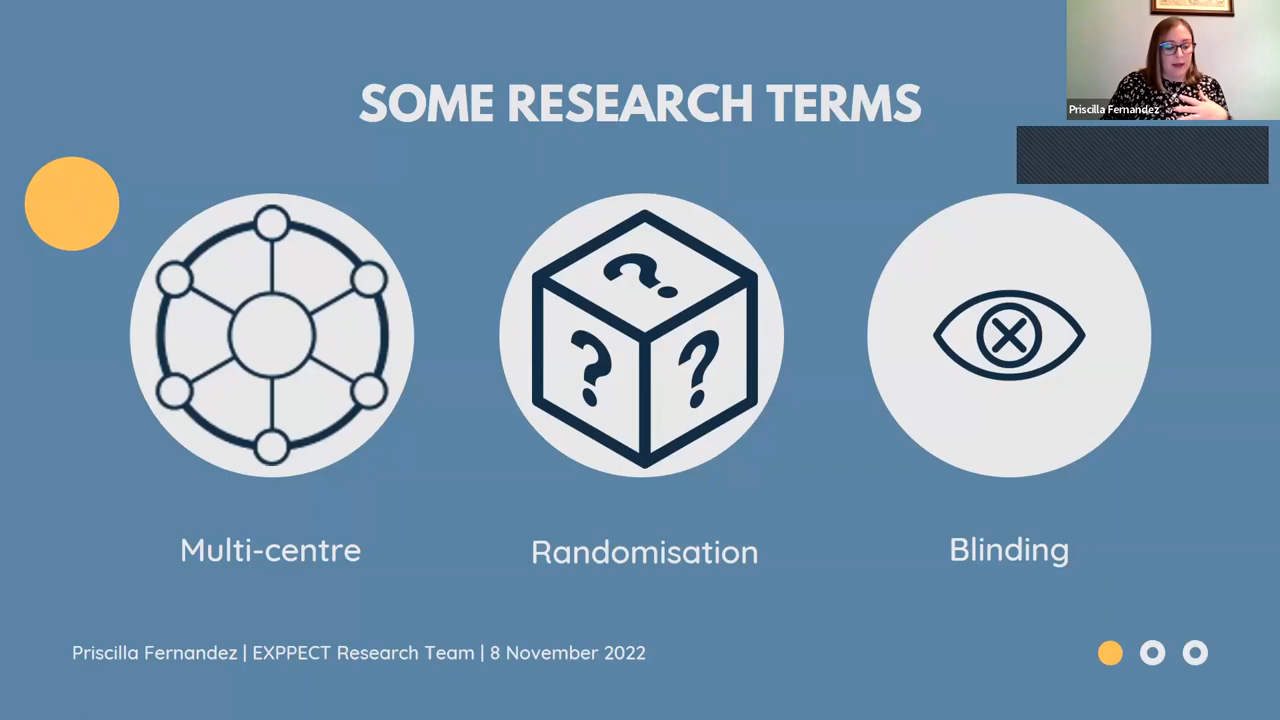 SOME RESEARCH TERMS
Priscilla Fernandez
? ? ?
Multi-centre
Randomisation
Blinding
Priscilla Fernandez | EXPPECT Research Team | 8 November 2022